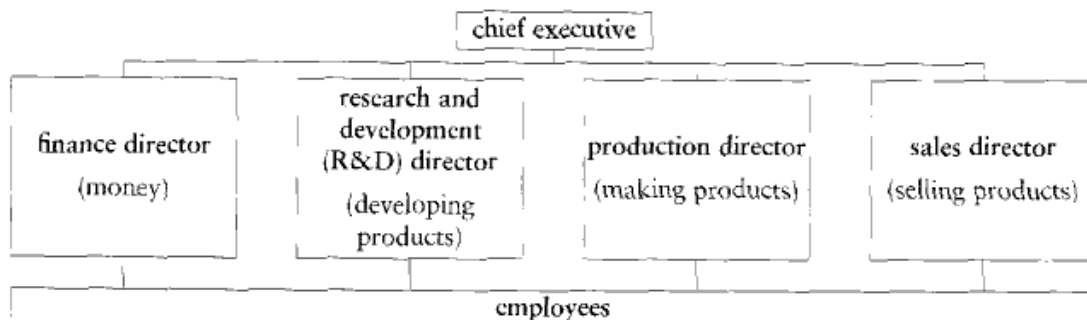 chief executive
finance director
(money)
research and
development
(R&D) director
(developing
products)
production director
(making products)
sales director
(selling products)
employees